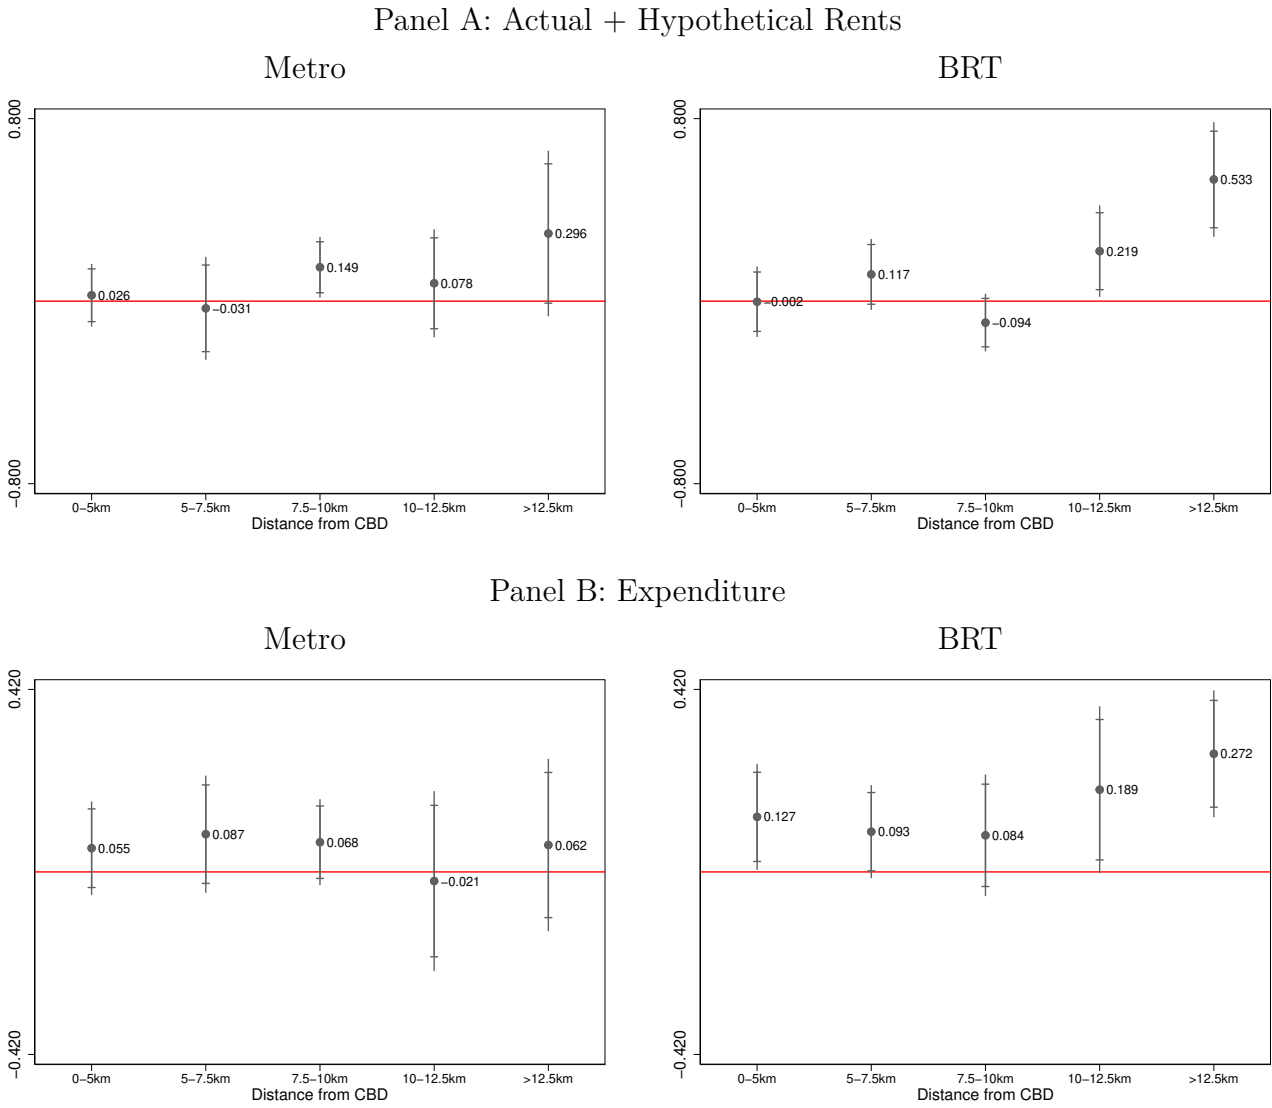 Panel A: Actual + Hypothetical Rents
Metro
BRT
0.800
−0.800
0.026
−0.031
0.149
0.078
0.296
0−5km
5−7.5km
7.5−10km
10−12.5km
>12.5km
Distance from CBD
0.800
−0.800
−0.002
0.117
−0.094
0.219
0.533
0−5km
5−7.5km
7.5−10km
10−12.5km
>12.5km
Distance from CBD
Panel B: Expenditure
Metro
BRT
0.420
−0.420
0.055
0.087
0.068
−0.021
0.062
0−5km
5−7.5km
7.5−10km
10−12.5km
>12.5km
Distance from CBD
0.420
−0.420
0.127
0.093
0.084
0.189
0.272
0−5km
5−7.5km
7.5−10km
10−12.5km
>12.5km
Distance from CBD